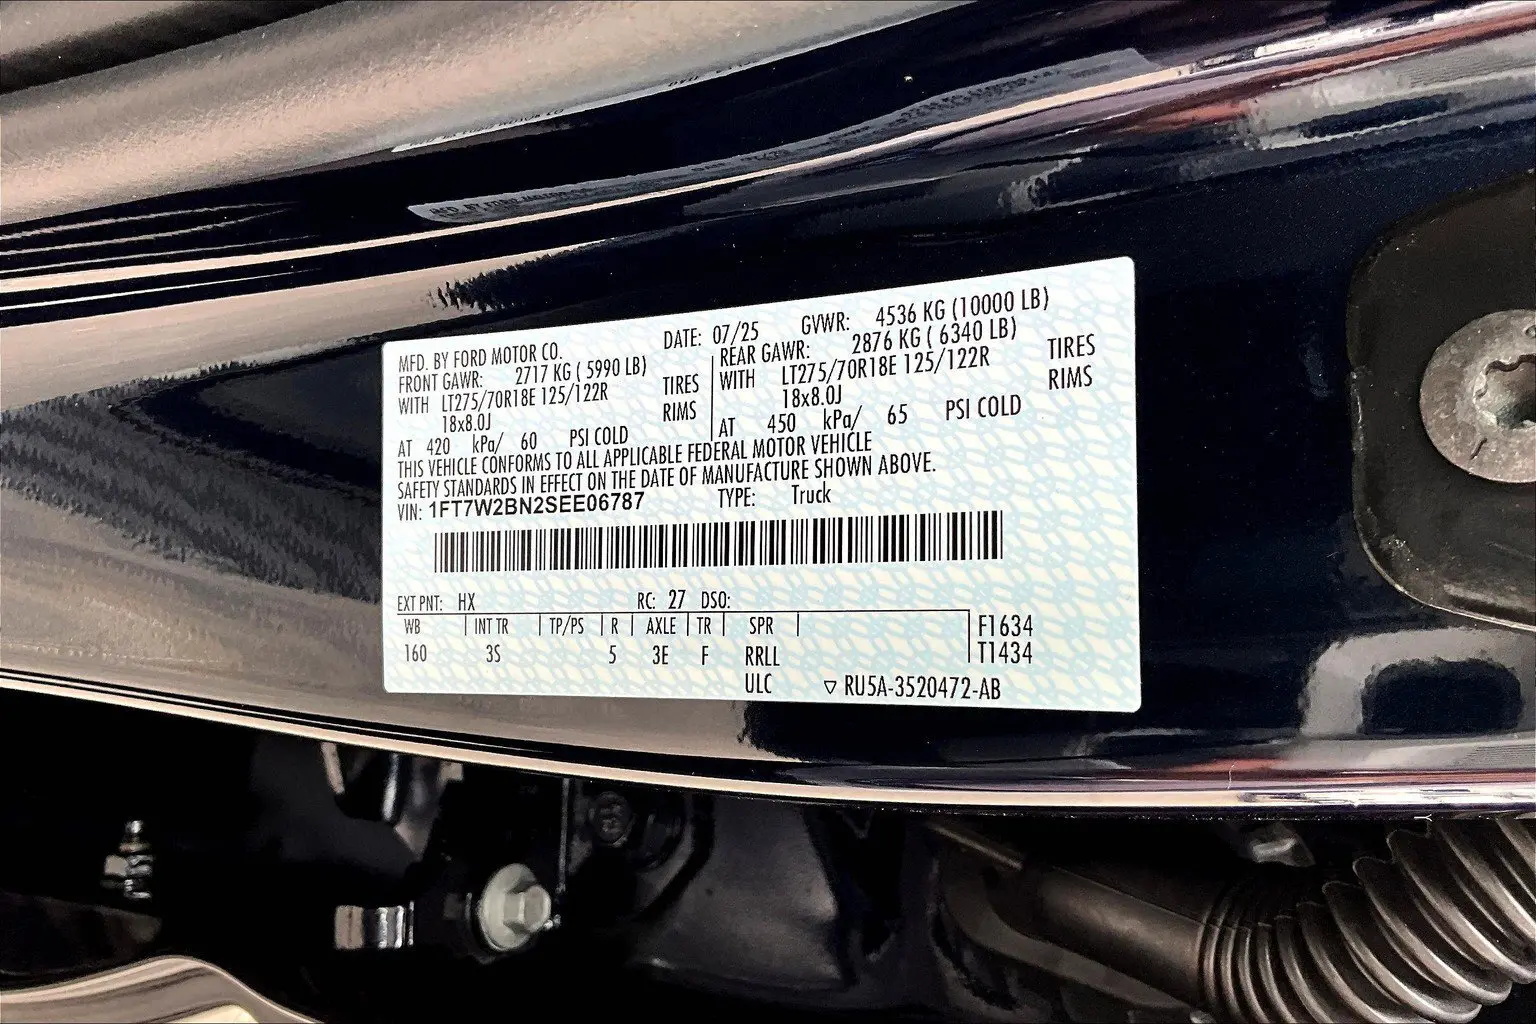 DATE: 07/25 GVWR: 4536 KG (10000 LB)
MFD. BY FORD MOTOR CO.
FRONT GAWR: 2717 KG ( 5990 LB)
WITH LT275/70R18E 125/122R TIRES
18x8.0J RIMS
AT 420 kPa/ 60 PSI COLD
REAR GAWR: 2876 KG ( 6340 LB)
WITH LT275/70R18E 125/122R TIRES
18x8.0J RIMS
AT 450 kPa/ 65 PSI COLD
THIS VEHICLE CONFORMS TO ALL APPLICABLE FEDERAL MOTOR VEHICLE
SAFETY STANDARDS IN EFFECT ON THE DATE OF MANUFACTURE SHOWN ABOVE.
VIN: 1FT7W2BN2SEE06787 TYPE: Truck
EXT PNT: HX RC: 27 DSO:
WB INT TR TP/PS R AXLE TR SPR F1634
160 3S 5 3E F RRLL T1434
ULC ▽ RU5A-3520472-AB